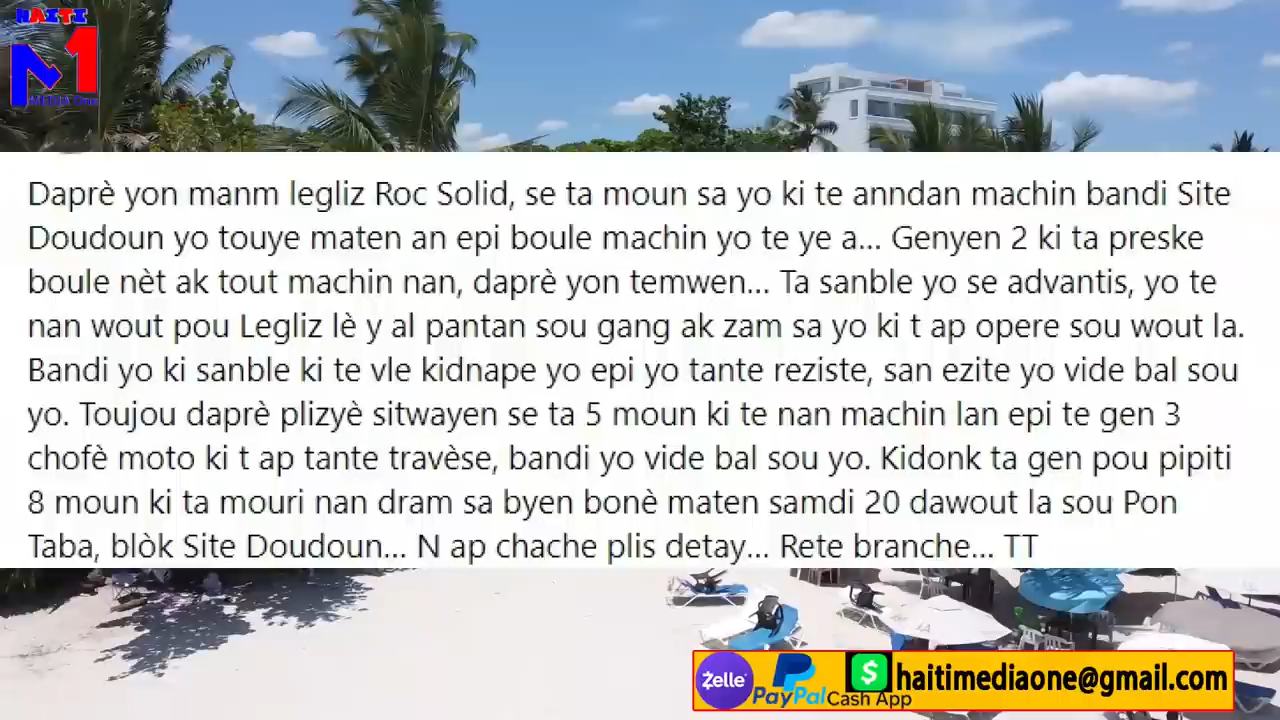 HAITI
M1
MEDIA One
Daprè yon manm legliz Roc Solid, se ta moun sa yo ki te anndan machin bandi Site
Doudoun yo touye maten an epi boule machin yo te ye a... Genyen 2 ki ta preske
boule nèt ak tout machin nan, daprè yon temwen... Ta sanble yo se advantis, yo te
nan wout pou Legliz lè y al pantan sou gang ak zam sa yo ki t ap opere sou wout la.
Bandi yo ki sanble ki te vle kidnape yo epi yo tante reziste, san ezite yo vide bal sou
yo. Toujou daprè plizyè sitwayen se ta 5 moun ki te nan machin lan epi te gen 3
chofè moto ki t ap tante travèse, bandi yo vide bal sou yo. Kidonk ta gen pou pipiti
8 moun ki ta mouri nan dram sa byen bonè maten samdi 20 dawout la sou Pon
Taba, blòk Site Doudoun... N ap chache plis detay... Rete branche... TT
Zelle PayPal $ Cash App haitimediaone@gmail.com